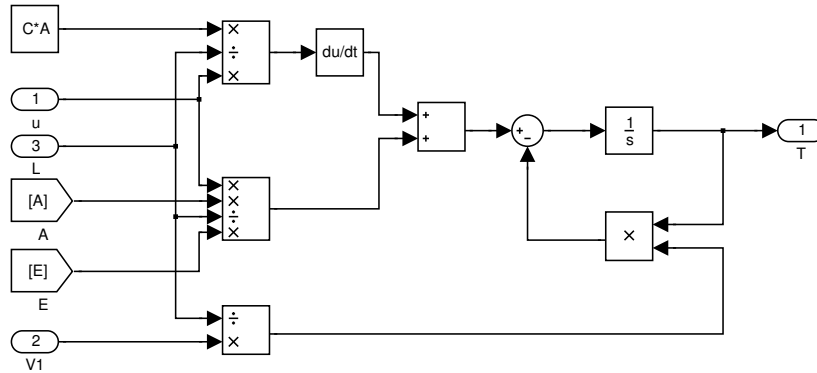 C*A
× ÷ ×
du/dt
1
u
+ +
+ −
1
s
1
T
3
L
[A]
A
× × ÷ ×
×
[E]
E
÷ ×
2
V1